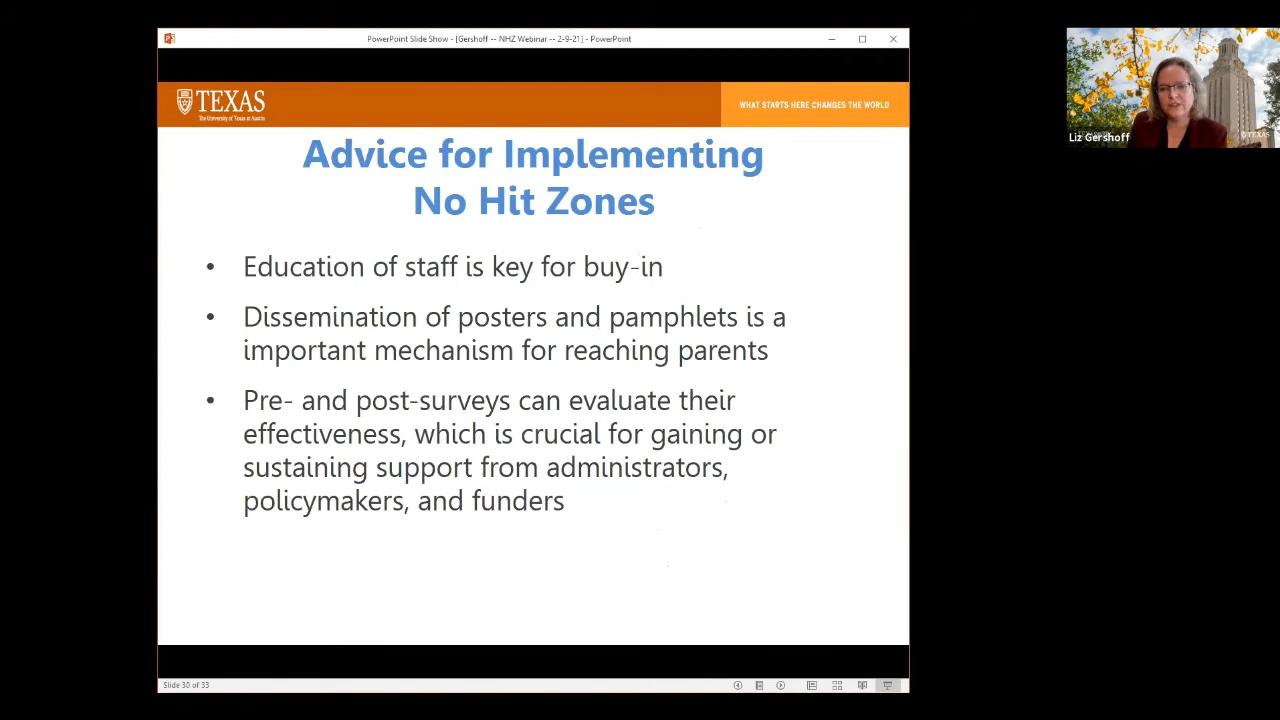 PowerPoint Slide Show - [Gershoff -- NHZ Webinar -- 2-9-21] - PowerPoint
TEXAS
The University of Texas at Austin
WHAT STARTS HERE CHANGES THE WORLD
Advice for Implementing
No Hit Zones
• Education of staff is key for buy-in
• Dissemination of posters and pamphlets is a
important mechanism for reaching parents
• Pre- and post-surveys can evaluate their
effectiveness, which is crucial for gaining or
sustaining support from administrators,
policymakers, and funders
Slide 30 of 33
Liz Gershoff
TEXAS